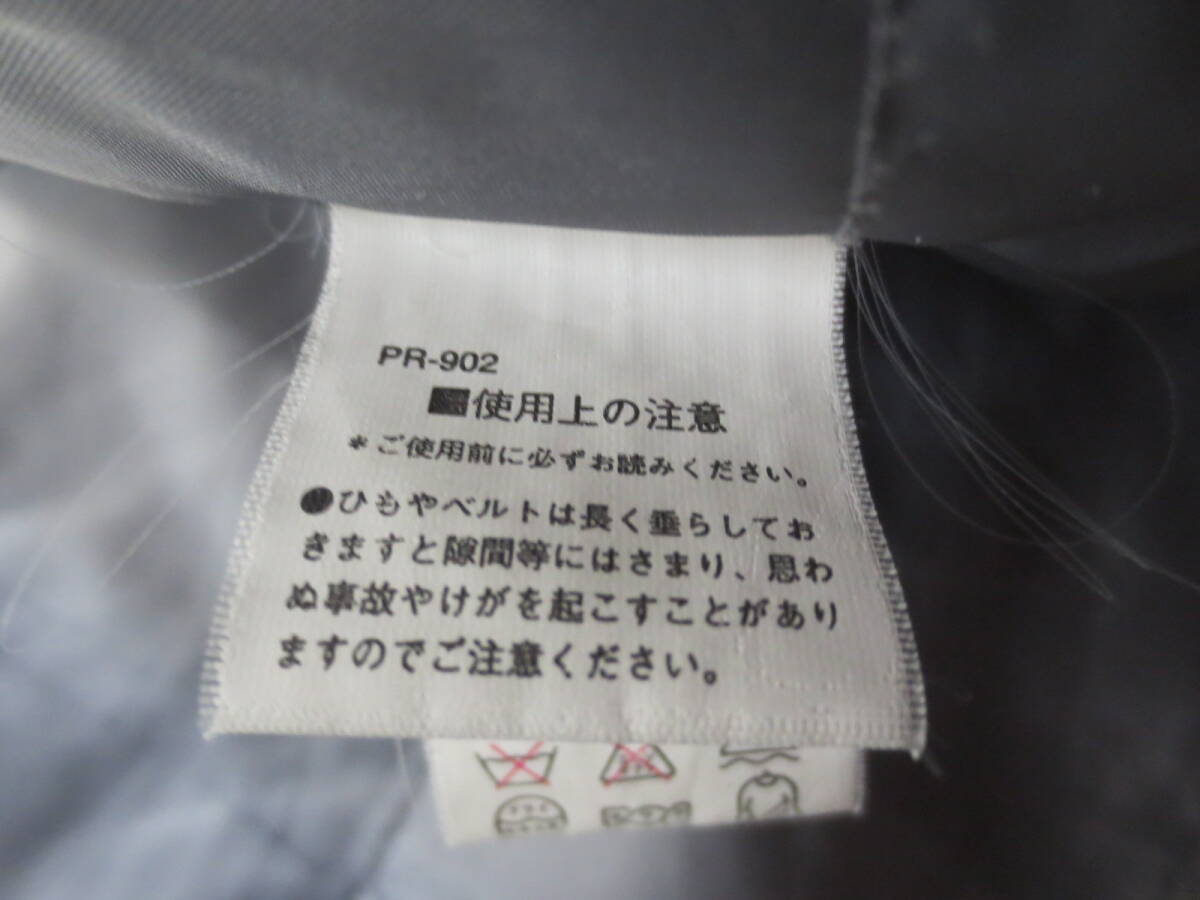 PR-902
■使用上の注意
＊ご使用前に必ずお読みください。
●ひもやベルトは長く垂らしてお
きますと隙間等にはさまり、思わ
ぬ事故やけがを起こすことがあり
ますのでご注意ください。